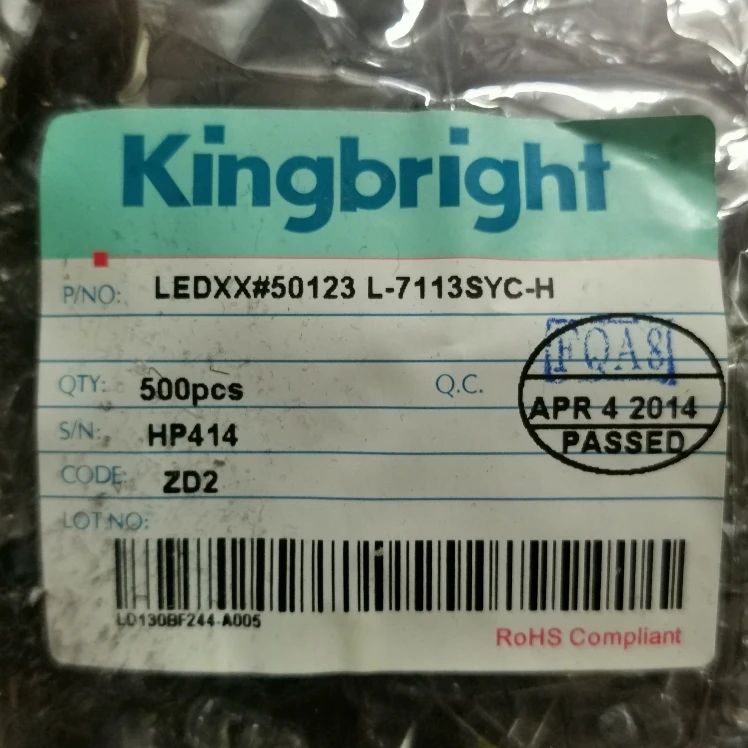 Kingbright
P/NO: LEDXX#50123 L-7113SYC-H
QTY: 500pcs Q.C.
FQA8
APR 4 2014
PASSED
S/N: HP414
CODE: ZD2
LOT NO:
LD130BF244-A005
RoHS Compliant